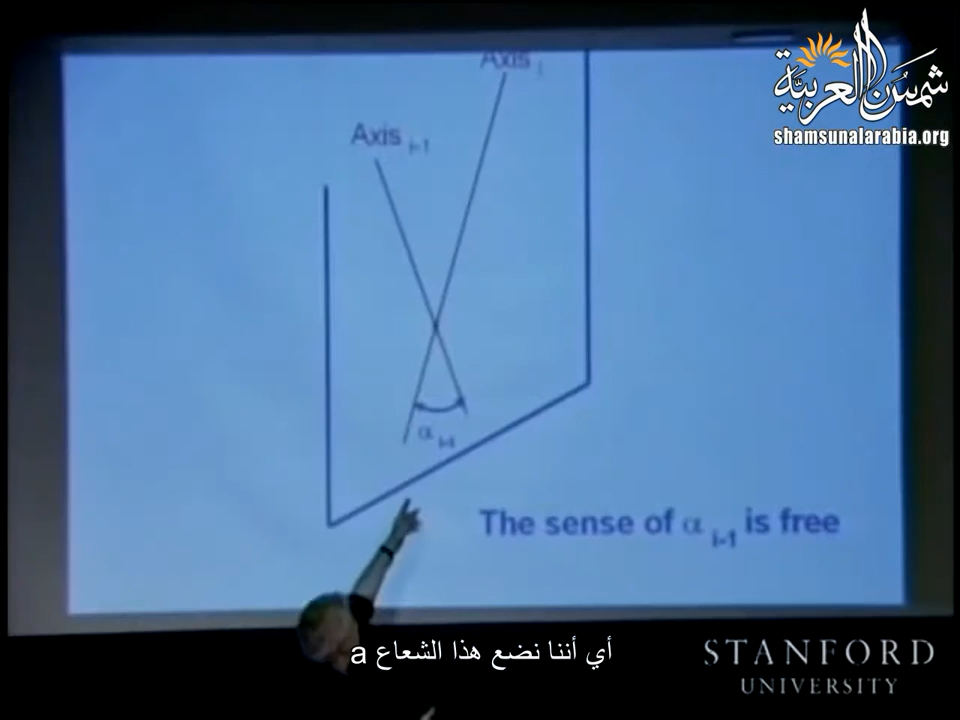 شمسن العربية
shamsunalarabia.org
Axis i
Axis i-1
α i-1
The sense of α i-1 is free
أي أننا نضع هذا الشعاع a
STANFORD
UNIVERSITY